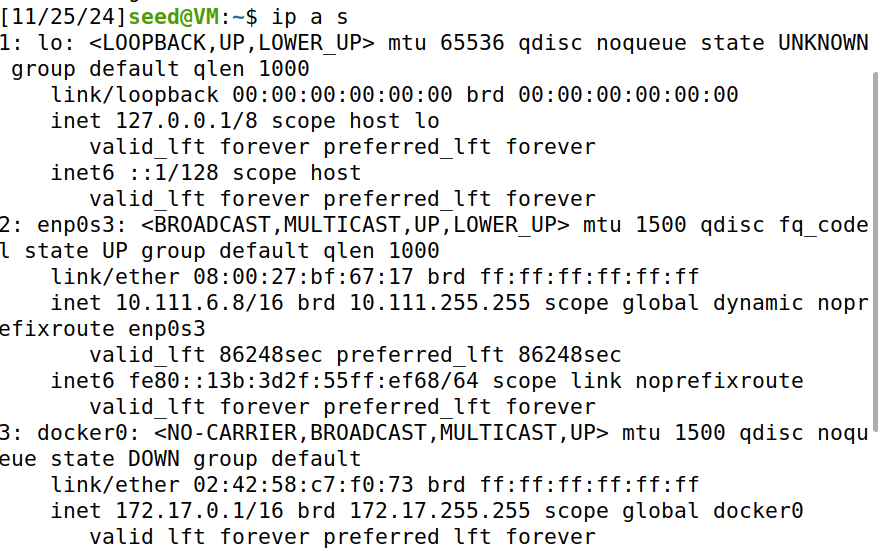 [11/25/24]seed@VM:~$ ip a s
1: lo: <LOOPBACK,UP,LOWER_UP> mtu 65536 qdisc noqueue state UNKNOWN
 group default qlen 1000
    link/loopback 00:00:00:00:00:00 brd 00:00:00:00:00:00
    inet 127.0.0.1/8 scope host lo
       valid_lft forever preferred_lft forever
    inet6 ::1/128 scope host
       valid_lft forever preferred_lft forever
2: enp0s3: <BROADCAST,MULTICAST,UP,LOWER_UP> mtu 1500 qdisc fq_code
l state UP group default qlen 1000
    link/ether 08:00:27:bf:67:17 brd ff:ff:ff:ff:ff:ff
    inet 10.111.6.8/16 brd 10.111.255.255 scope global dynamic nopr
efixroute enp0s3
       valid_lft 86248sec preferred_lft 86248sec
    inet6 fe80::13b:3d2f:55ff:ef68/64 scope link noprefixroute
       valid_lft forever preferred_lft forever
3: docker0: <NO-CARRIER,BROADCAST,MULTICAST,UP> mtu 1500 qdisc noqu
eue state DOWN group default
    link/ether 02:42:58:c7:f0:73 brd ff:ff:ff:ff:ff:ff
    inet 172.17.0.1/16 brd 172.17.255.255 scope global docker0
       valid_lft forever preferred_lft forever